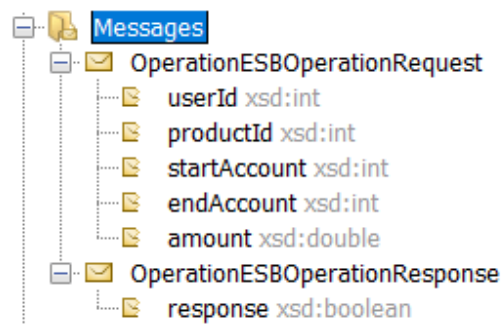 Messages
OperationESBOperationRequest
userId xsd:int
productId xsd:int
startAccount xsd:int
endAccount xsd:int
amount xsd:double
OperationESBOperationResponse
response xsd:boolean